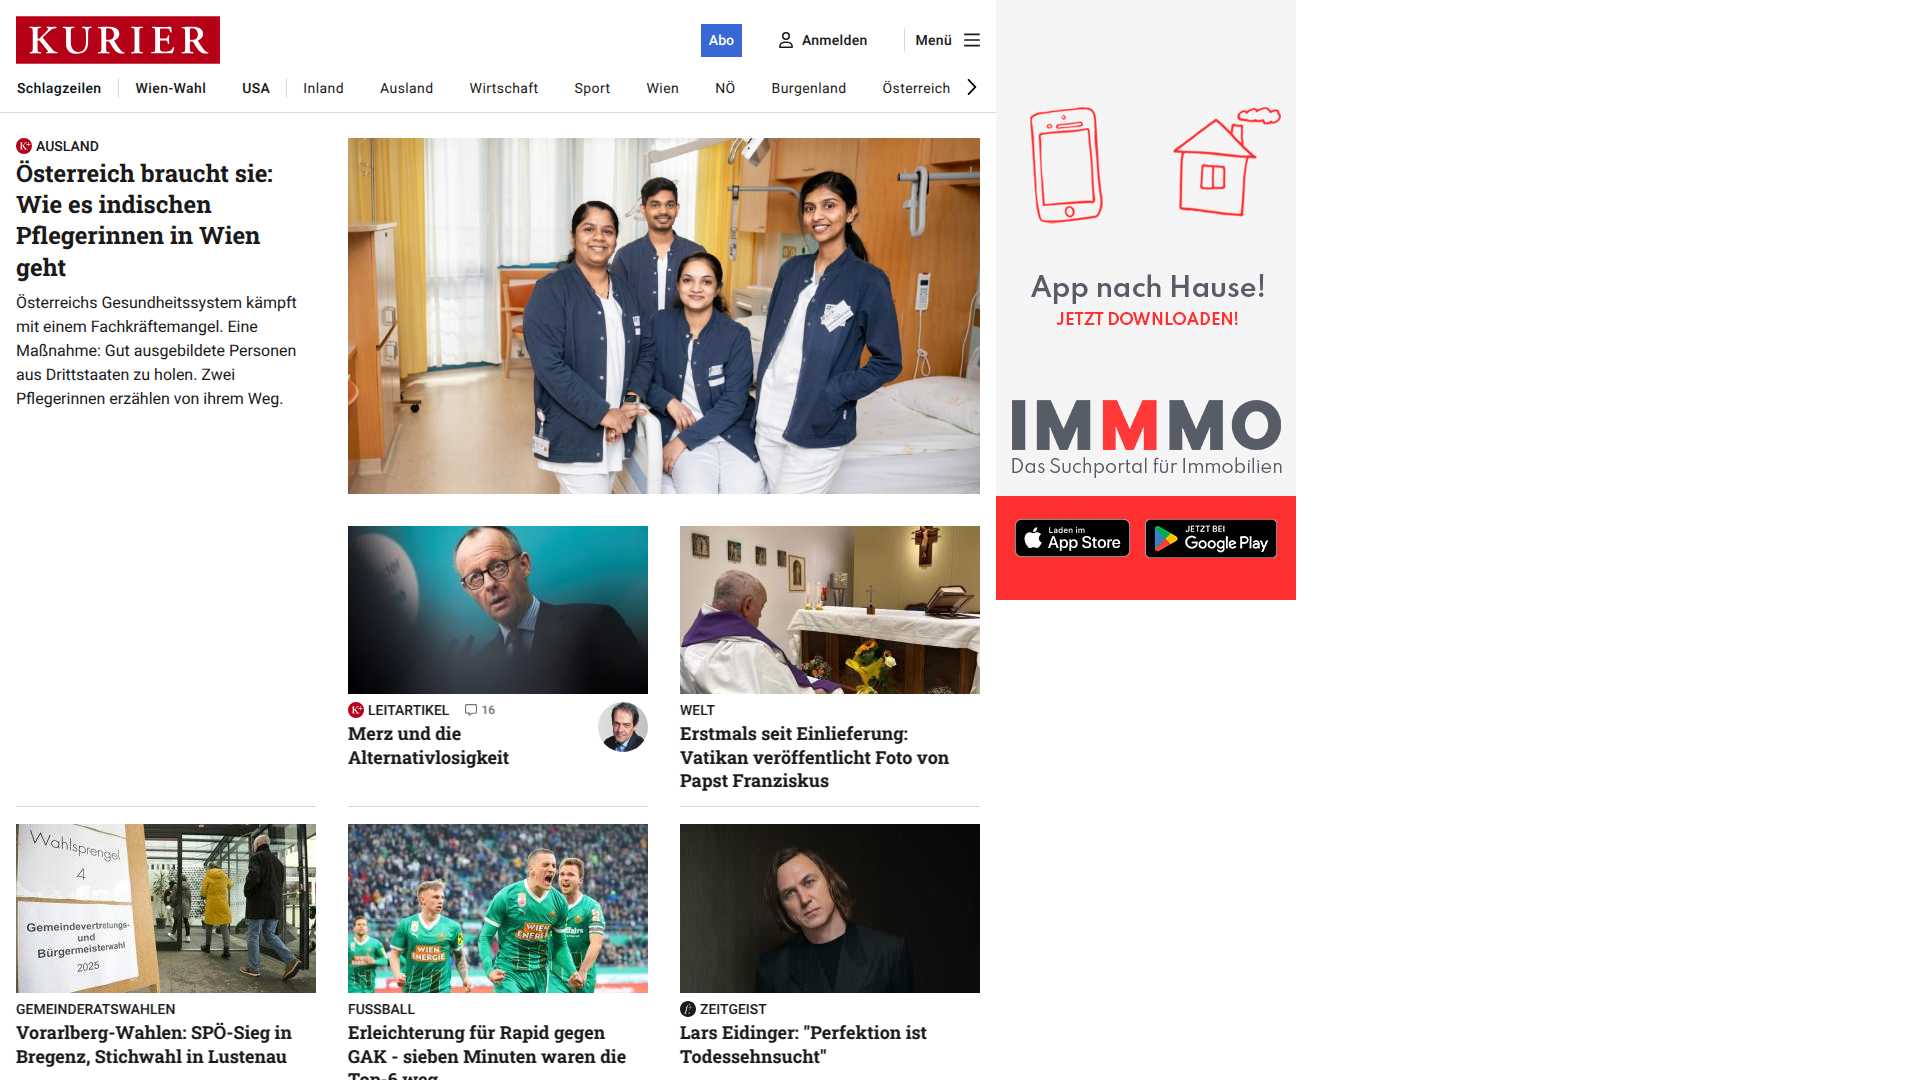 KURIER
Abo
Anmelden
Menü
Schlagzeilen
Wien-Wahl
USA
Inland
Ausland
Wirtschaft
Sport
Wien
NÖ
Burgenland
Österreich
K+ AUSLAND
Österreich braucht sie:
Wie es indischen
Pflegerinnen in Wien
geht
Österreichs Gesundheitssystem kämpft
mit einem Fachkräftemangel. Eine
Maßnahme: Gut ausgebildete Personen
aus Drittstaaten zu holen. Zwei
Pflegerinnen erzählen von ihrem Weg.
K+ LEITARTIKEL 16
Merz und die
Alternativlosigkeit
WELT
Erstmals seit Einlieferung:
Vatikan veröffentlicht Foto von
Papst Franziskus
Wahlsprengel
4
Gemeindevertretungs-
und
Bürgermeisterwahl
2025
GEMEINDERATSWAHLEN
Vorarlberg-Wahlen: SPÖ-Sieg in
Bregenz, Stichwahl in Lustenau
WIEN
ENERGIE
WIEN
ENERGIE
FUSSBALL
Erleichterung für Rapid gegen
GAK - sieben Minuten waren die
Top-6 weg
ZEITGEIST
Lars Eidinger: "Perfektion ist
Todessehnsucht"
App nach Hause!
JETZT DOWNLOADEN!
IMMMO
Das Suchportal für Immobilien
Laden im
App Store
JETZT BEI
Google Play